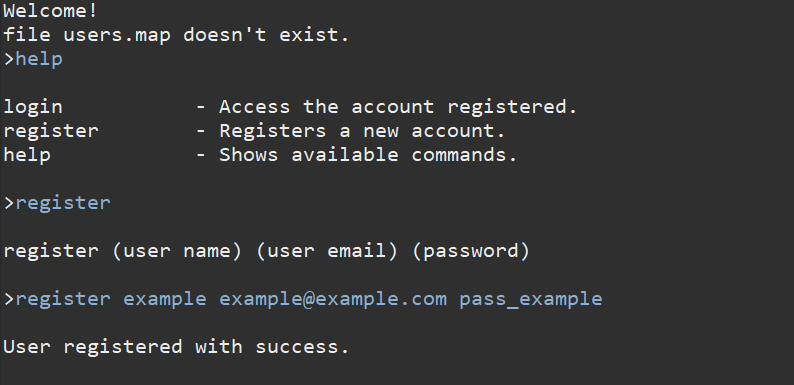 Welcome!
file users.map doesn't exist.
>help
login - Access the account registered.
register - Registers a new account.
help - Shows available commands.
>register
register (user name) (user email) (password)
>register example example@example.com pass_example
User registered with success.